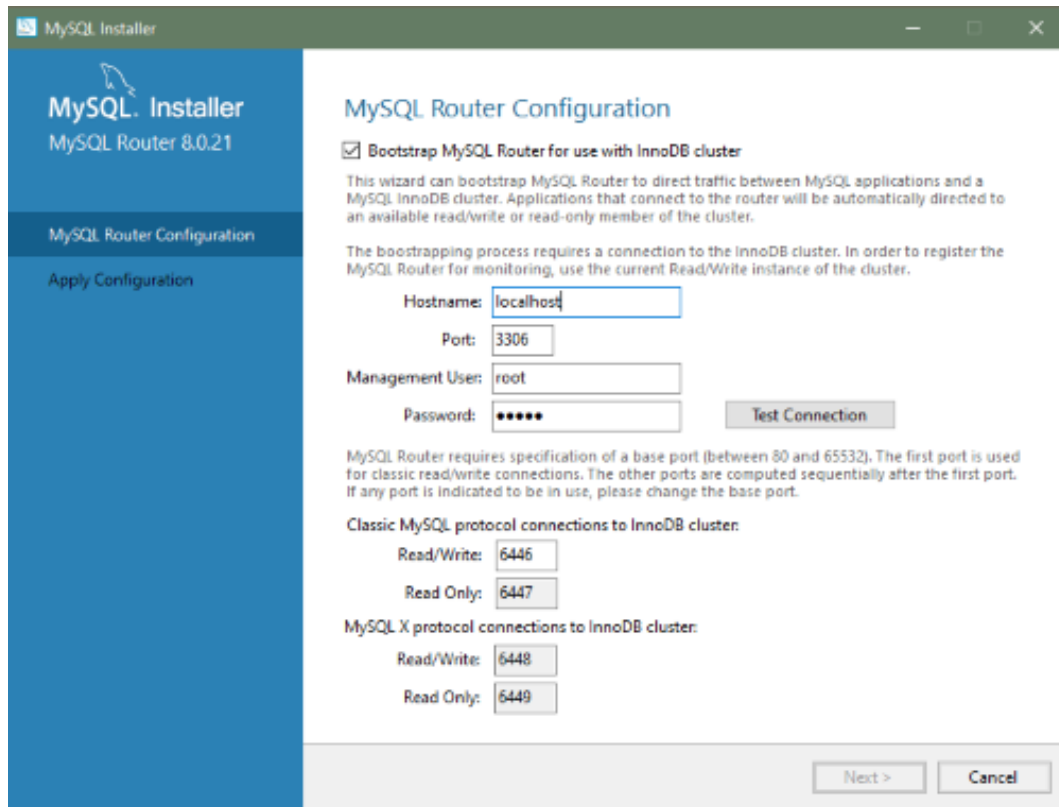 MySQL Installer
MySQL. Installer
MySQL Router 8.0.21
MySQL Router Configuration
Apply Configuration
MySQL Router Configuration
Bootstrap MySQL Router for use with InnoDB cluster
This wizard can bootstrap MySQL Router to direct traffic between MySQL applications and a
MySQL InnoDB cluster. Applications that connect to the router will be automatically directed to
an available read/write or read-only member of the cluster.
The boostrapping process requires a connection to the InnoDB cluster. In order to register the
MySQL Router for monitoring, use the current Read/Write instance of the cluster.
Hostname: localhost
Port: 3306
Management User: root
Password: •••••
Test Connection
MySQL Router requires specification of a base port (between 80 and 65532). The first port is used
for classic read/write connections. The other ports are computed sequentially after the first port.
If any port is indicated to be in use, please change the base port.
Classic MySQL protocol connections to InnoDB cluster:
Read/Write: 6446
Read Only: 6447
MySQL X protocol connections to InnoDB cluster:
Read/Write: 6448
Read Only: 6449
Next >
Cancel